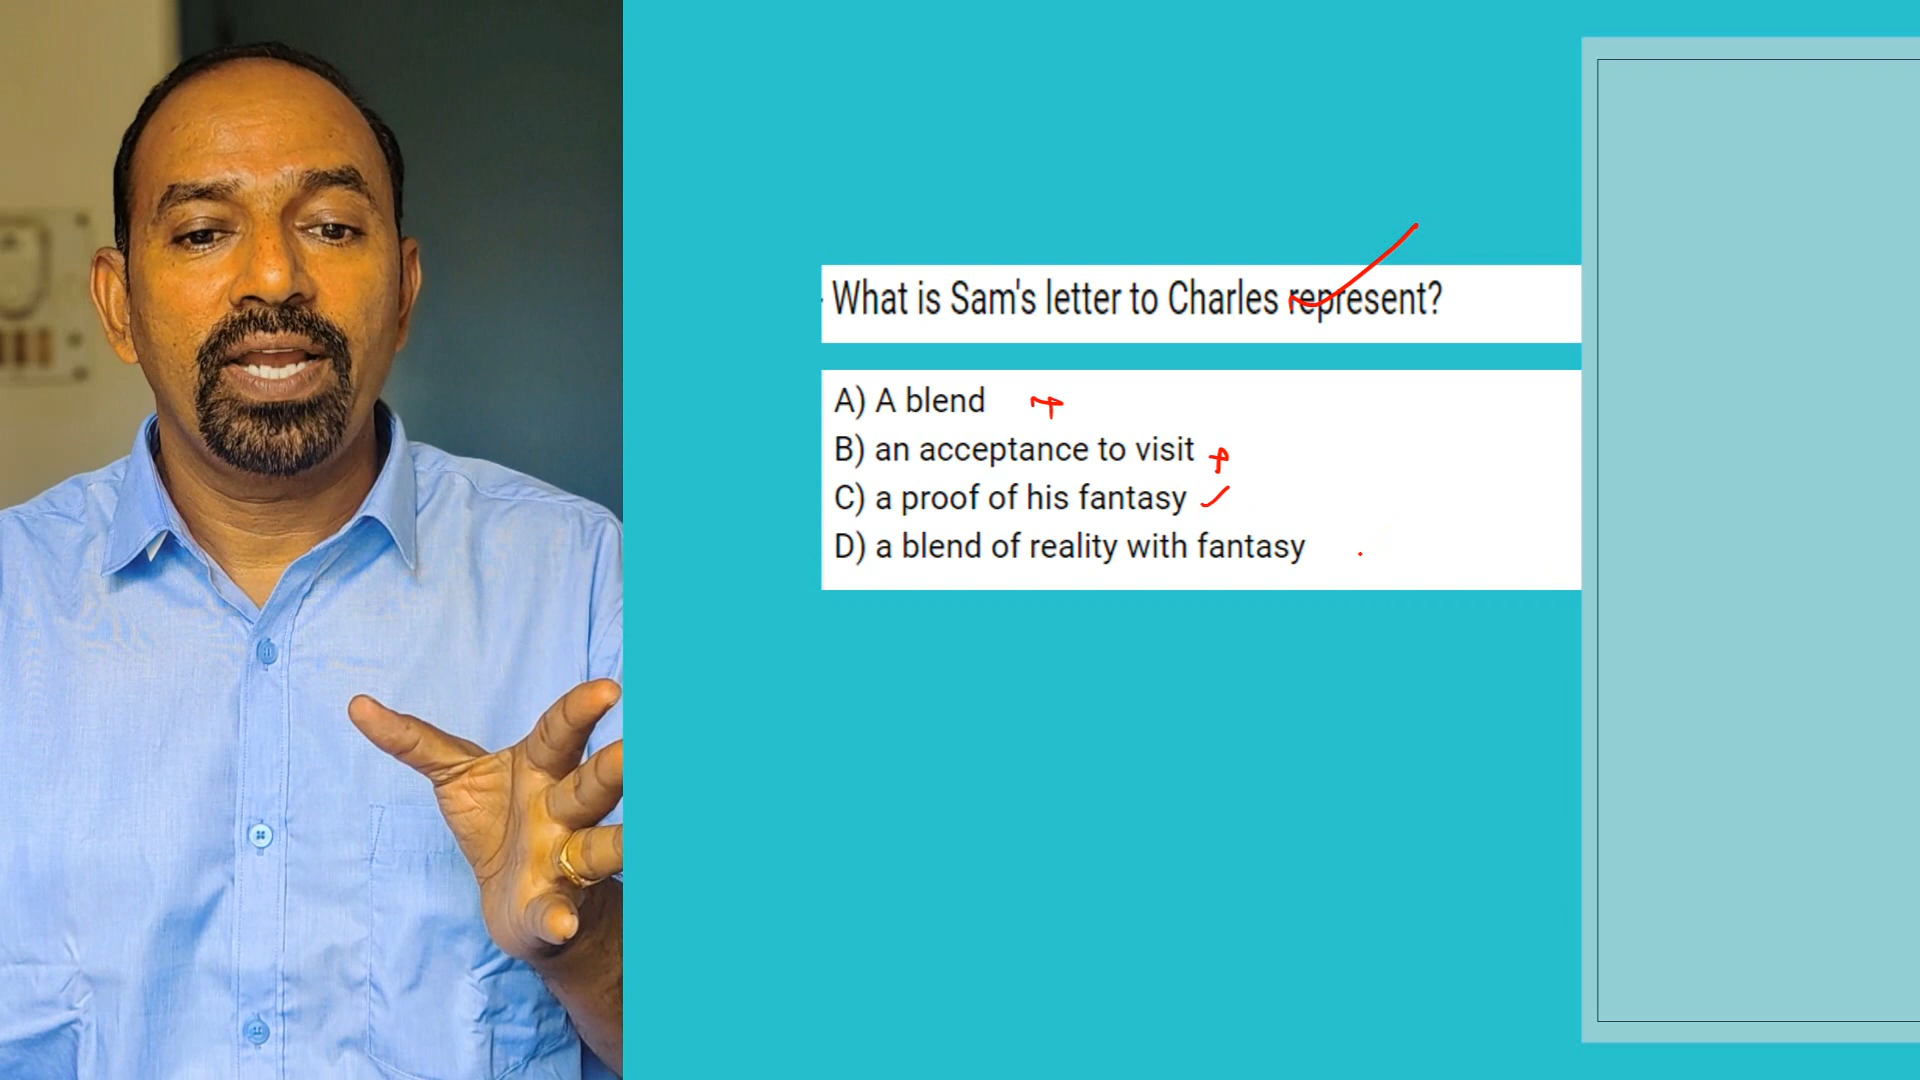 What is Sam's letter to Charles represent?
A) A blend
B) an acceptance to visit
C) a proof of his fantasy
D) a blend of reality with fantasy